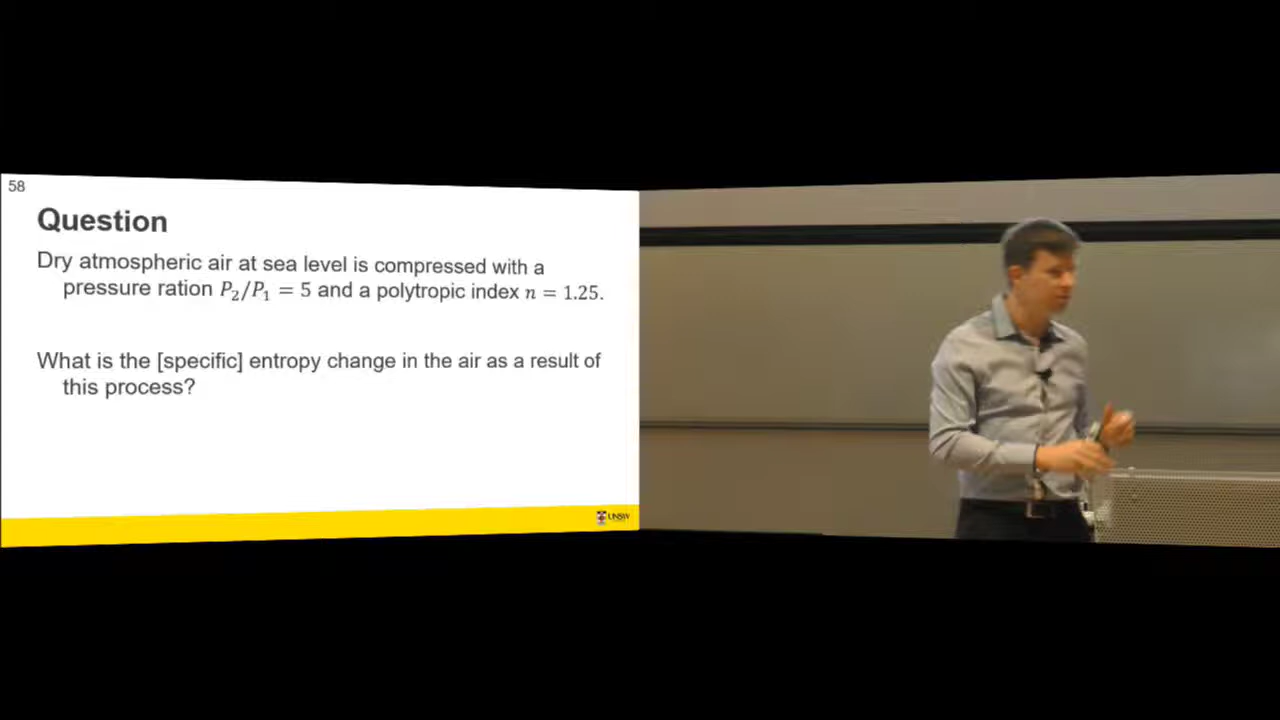 58
Question
Dry atmospheric air at sea level is compressed with a
pressure ration P₂/P₁ = 5 and a polytropic index n = 1.25.
What is the [specific] entropy change in the air as a result of
this process?
UNSW